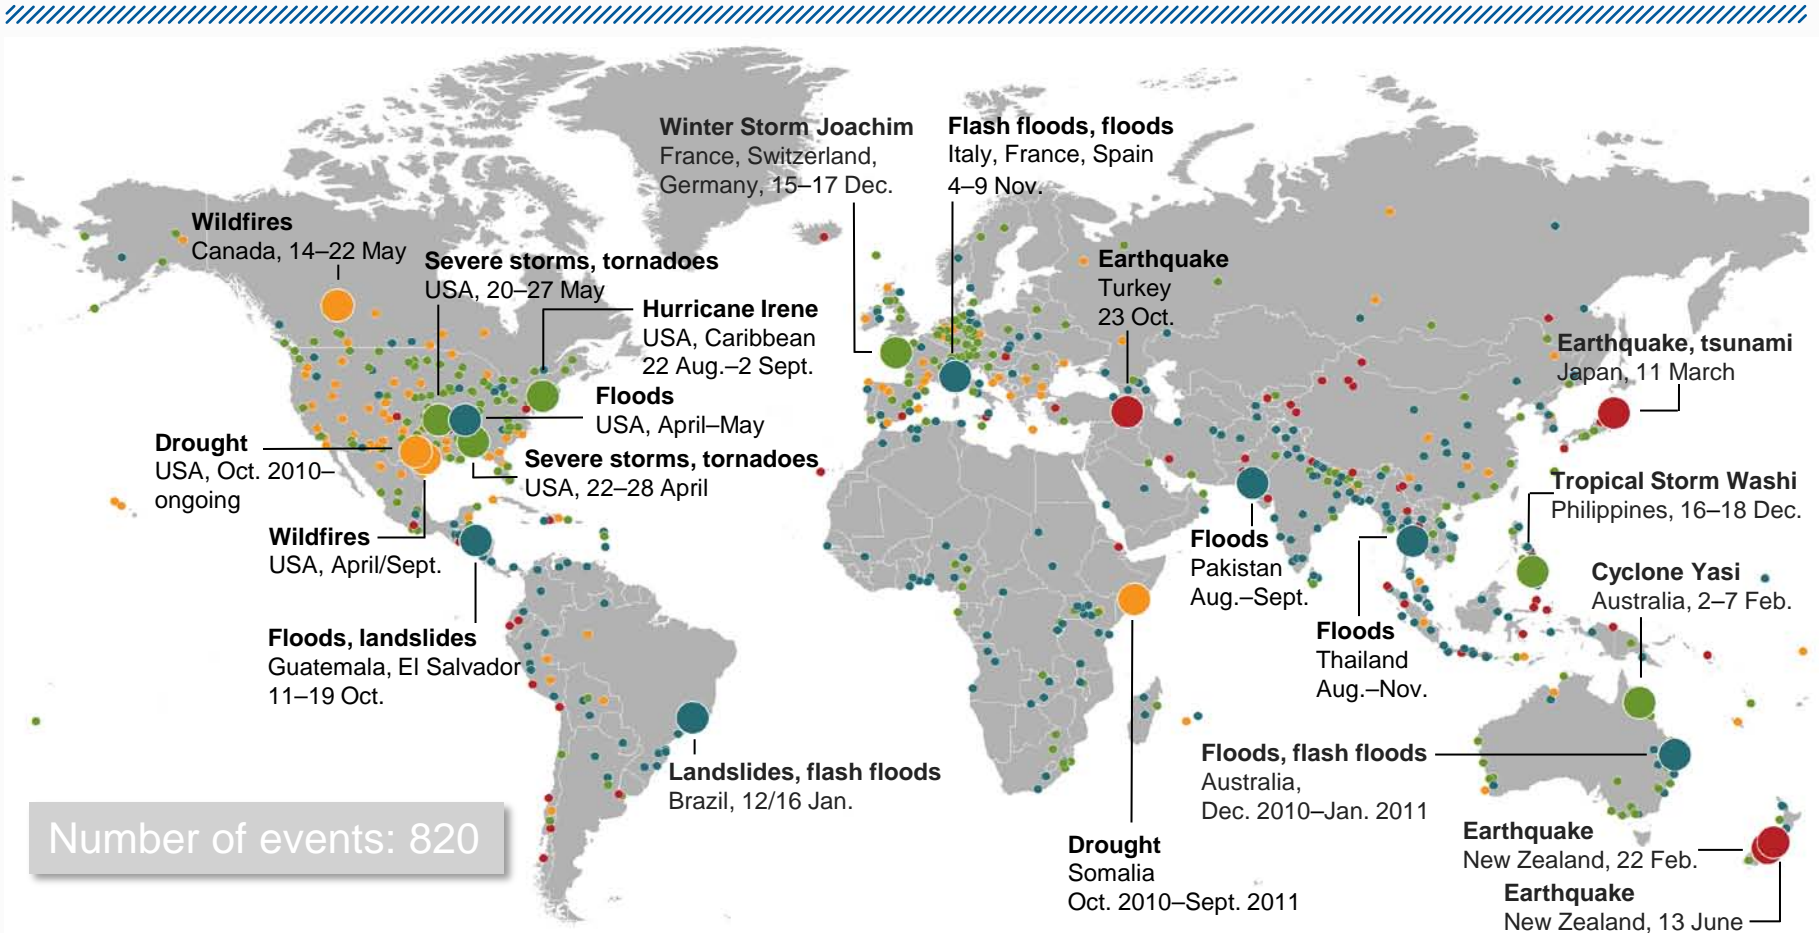 Winter Storm Joachim
France, Switzerland,
Germany, 15–17 Dec.
Flash floods, floods
Italy, France, Spain
4–9 Nov.
Wildfires
Canada, 14–22 May
Severe storms, tornadoes
USA, 20–27 May
Hurricane Irene
USA, Caribbean
22 Aug.–2 Sept.
Earthquake
Turkey
23 Oct.
Earthquake, tsunami
Japan, 11 March
Floods
USA, April–May
Drought
USA, Oct. 2010–
ongoing
Severe storms, tornadoes
USA, 22–28 April
Tropical Storm Washi
Philippines, 16–18 Dec.
Wildfires
USA, April/Sept.
Floods
Pakistan
Aug.–Sept.
Cyclone Yasi
Australia, 2–7 Feb.
Floods, landslides
Guatemala, El Salvador
11–19 Oct.
Floods
Thailand
Aug.–Nov.
Landslides, flash floods
Brazil, 12/16 Jan.
Floods, flash floods
Australia,
Dec. 2010–Jan. 2011
Number of events: 820
Drought
Somalia
Oct. 2010–Sept. 2011
Earthquake
New Zealand, 22 Feb.
Earthquake
New Zealand, 13 June